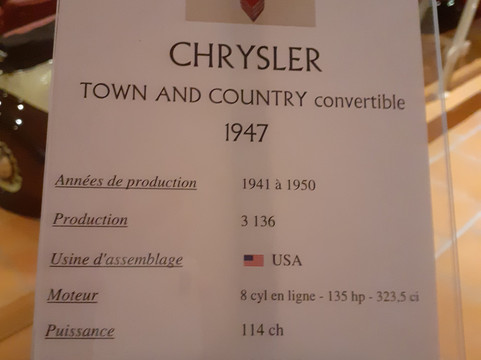 CHRYSLER
TOWN AND COUNTRY convertible
1947
Années de production 1941 à 1950
Production 3 136
Usine d'assemblage USA
Moteur 8 cyl en ligne - 135 hp - 323,5 ci
Puissance 114 ch